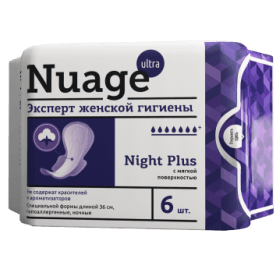 Nuage
ultra
Эксперт женской гигиены
Night Plus
с мягкой
поверхностью
Не содержат красителей
и ароматизаторов
Специальной формы длиной 36 см,
гипоаллергенные, ночные
6 шт.